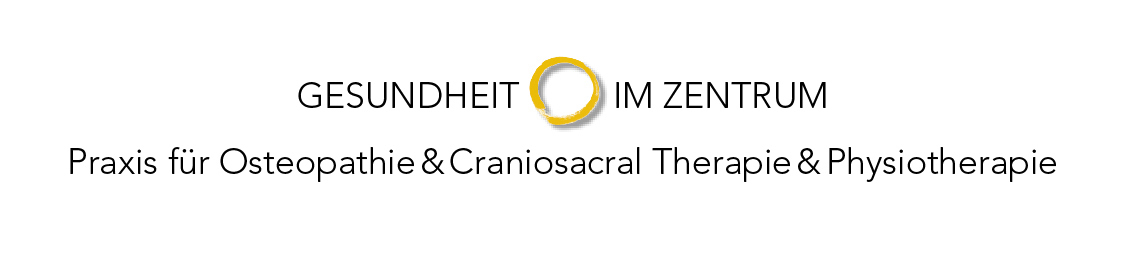 GESUNDHEIT IM ZENTRUM
Praxis für Osteopathie & Craniosacral Therapie & Physiotherapie